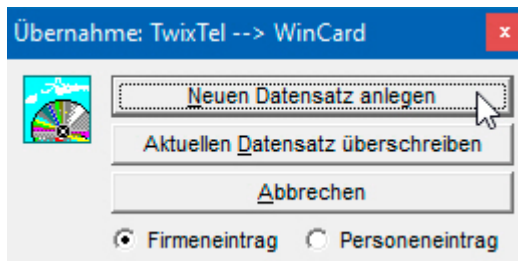 Übernahme: TwixTel --> WinCard
x
Neuen Datensatz anlegen
Aktuellen Datensatz überschreiben
Abbrechen
Firmeneintrag Personeneintrag